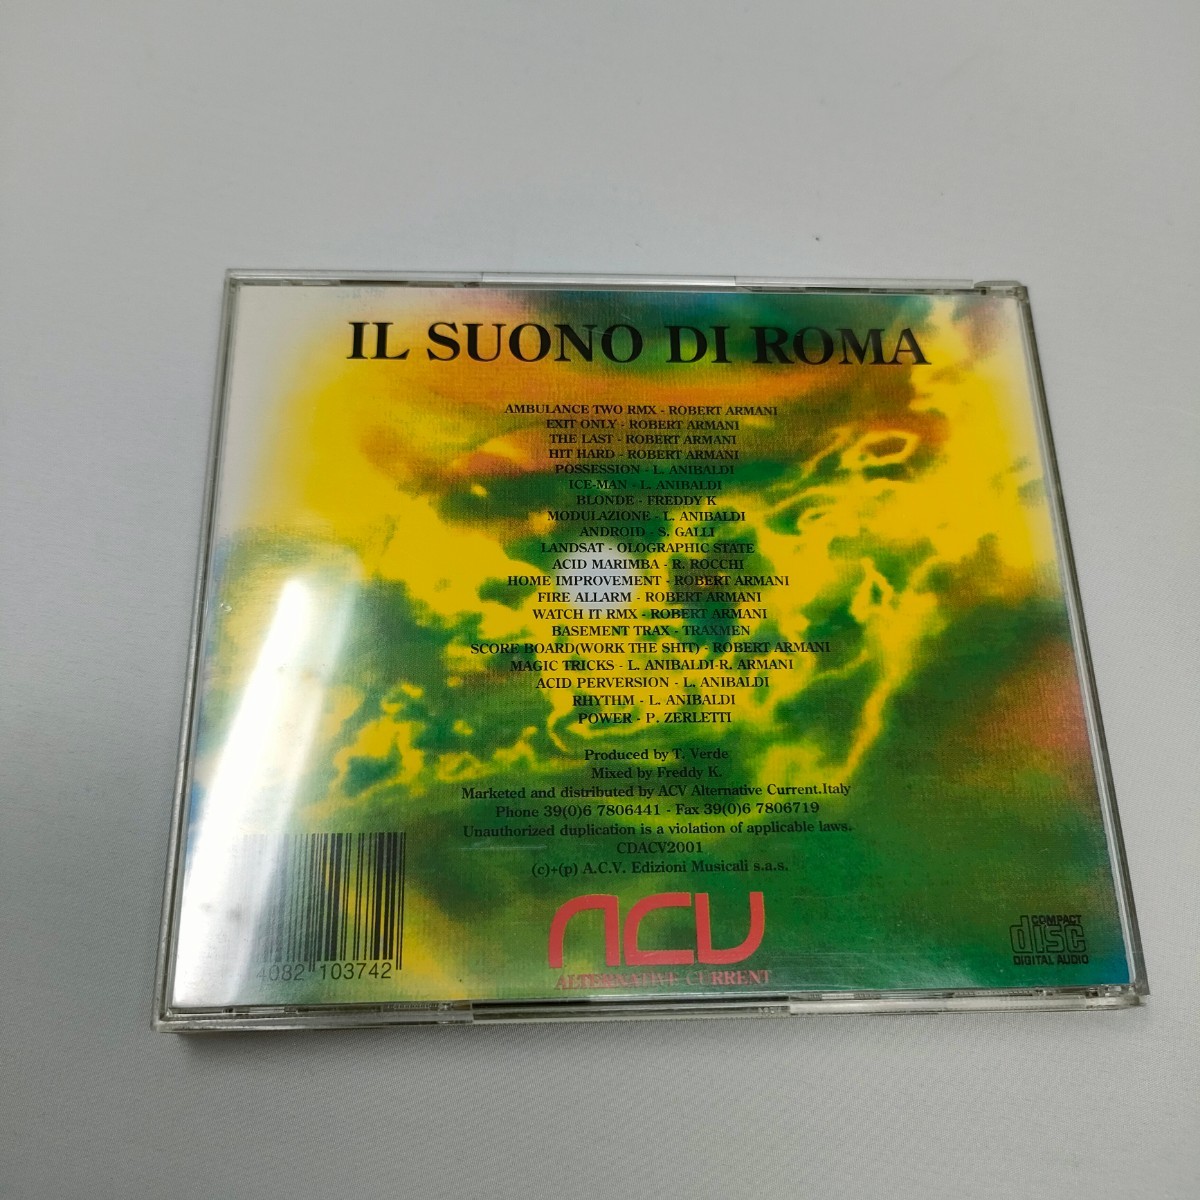 IL SUONO DI ROMA
AMBULANCE TWO RMX - ROBERT ARMANI
EXIT ONLY - ROBERT ARMANI
THE LAST - ROBERT ARMANI
HIT HARD - ROBERT ARMANI
POSSESSION - L. ANIBALDI
ICE-MAN - L. ANIBALDI
BLONDE - FREDDY K
MODULAZIONE - L. ANIBALDI
ANDROID - S. GALLI
LANDSAT - OLOGRAPHIC STATE
ACID MARIMBA - R. ROCCHI
HOME IMPROVEMENT - ROBERT ARMANI
FIRE ALLARM - ROBERT ARMANI
WATCH IT RMX - ROBERT ARMANI
BASEMENT TRAX - TRAXMEN
SCORE BOARD(WORK THE SHIT) - ROBERT ARMANI
MAGIC TRICKS - L. ANIBALDI-R. ARMANI
ACID PERVERSION - L. ANIBALDI
RHYTHM - L. ANIBALDI
POWER - P. ZERLETTI
Produced by T. Verde
Mixed by Freddy K.
Marketed and distributed by ACV Alternative Current.Italy
Phone 39(0)6 7806441 - Fax 39(0)6 7806719
Unauthorized duplication is a violation of applicable laws.
CDACV2001
(c)+(p) A.C.V. Edizioni Musicali s.a.s.
ACV
ALTERNATIVE CURRENT
4082 103742
COMPACT
disc
DIGITAL AUDIO